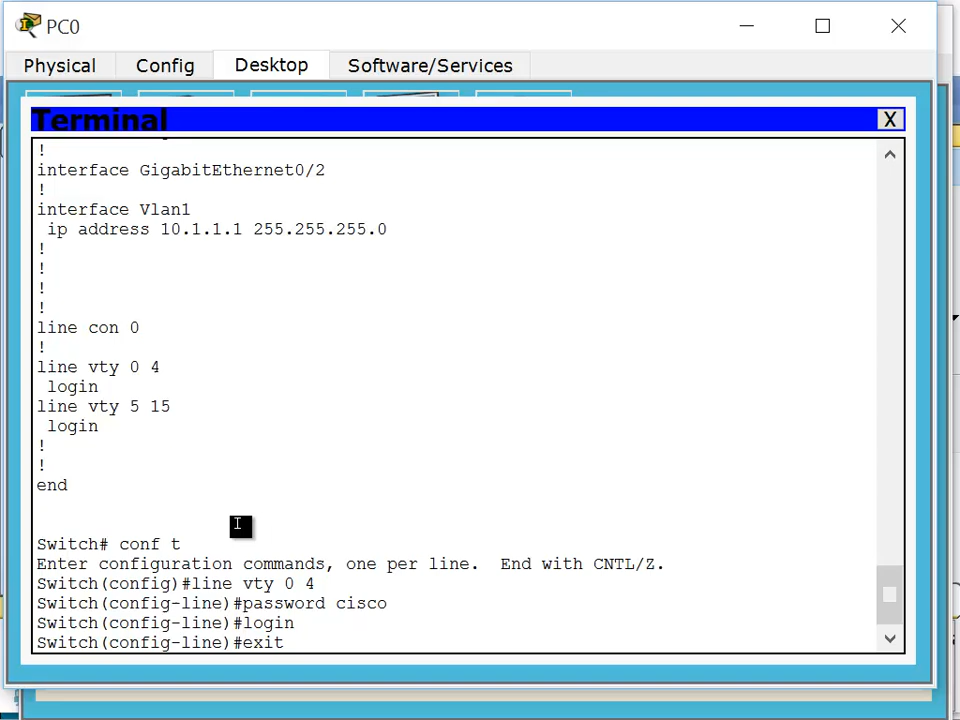 PC0
Physical Config Desktop Software/Services
Terminal X
!
interface GigabitEthernet0/2
!
interface Vlan1
ip address 10.1.1.1 255.255.255.0
!
!
!
!
line con 0
!
line vty 0 4
login
line vty 5 15
login
!
!
end
Switch# conf t
Enter configuration commands, one per line. End with CNTL/Z.
Switch(config)#line vty 0 4
Switch(config-line)#password cisco
Switch(config-line)#login
Switch(config-line)#exit